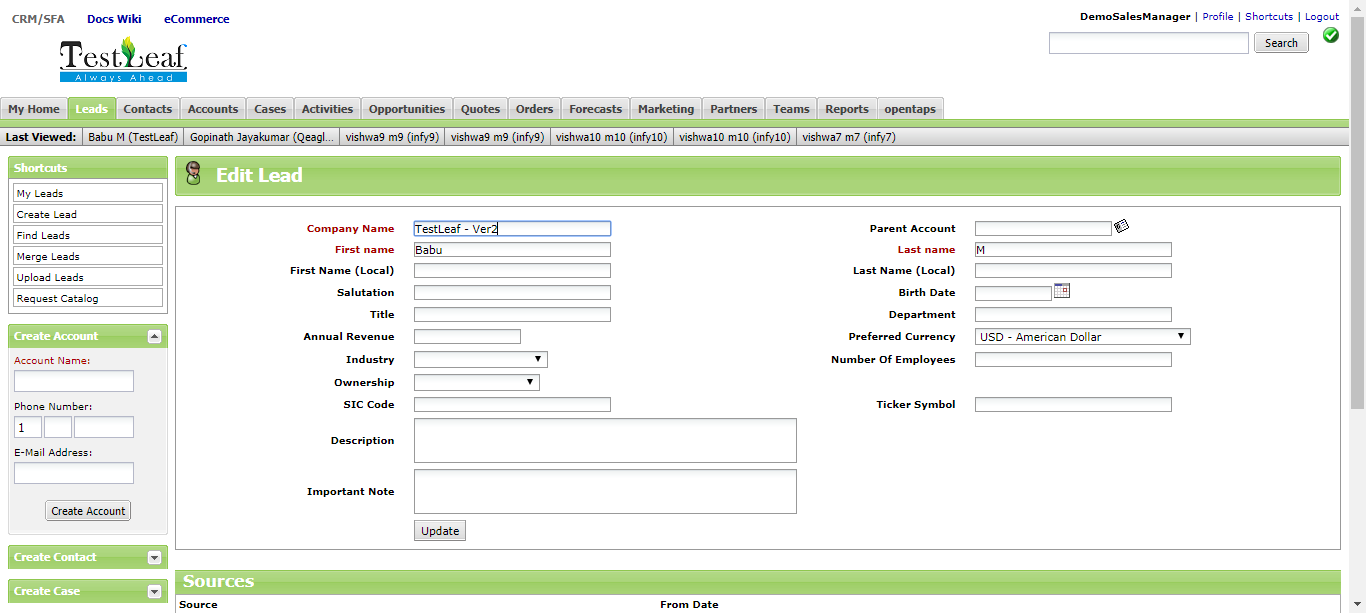 CRM/SFA Docs Wiki eCommerce
DemoSalesManager | Profile | Shortcuts | Logout
TestLeaf
Always Ahead
Search
My Home Leads Contacts Accounts Cases Activities Opportunities Quotes Orders Forecasts Marketing Partners Teams Reports opentaps
Last Viewed: Babu M (TestLeaf) Gopinath Jayakumar (Qeagl... vishwa9 m9 (infy9) vishwa9 m9 (infy9) vishwa10 m10 (infy10) vishwa10 m10 (infy10) vishwa7 m7 (infy7)
Shortcuts
My Leads
Create Lead
Find Leads
Merge Leads
Upload Leads
Request Catalog
Create Account
Account Name:
Phone Number:
1
E-Mail Address:
Create Account
Create Contact
Create Case
Edit Lead
Company Name TestLeaf - Ver2 Parent Account
First name Babu Last name M
First Name (Local) Last Name (Local)
Salutation Birth Date
Title Department
Annual Revenue Preferred Currency USD - American Dollar
Industry Number Of Employees
Ownership
SIC Code Ticker Symbol
Description
Important Note
Update
Sources
Source From Date